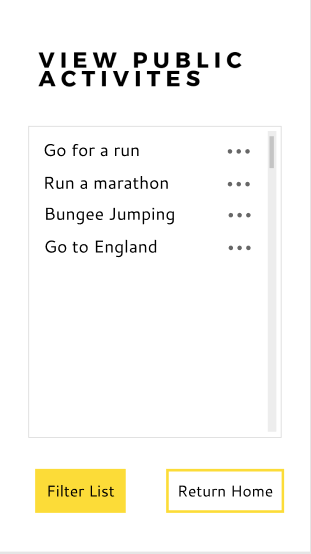 VIEW PUBLIC
ACTIVITES
Go for a run
Run a marathon
Bungee Jumping
Go to England
Filter List
Return Home